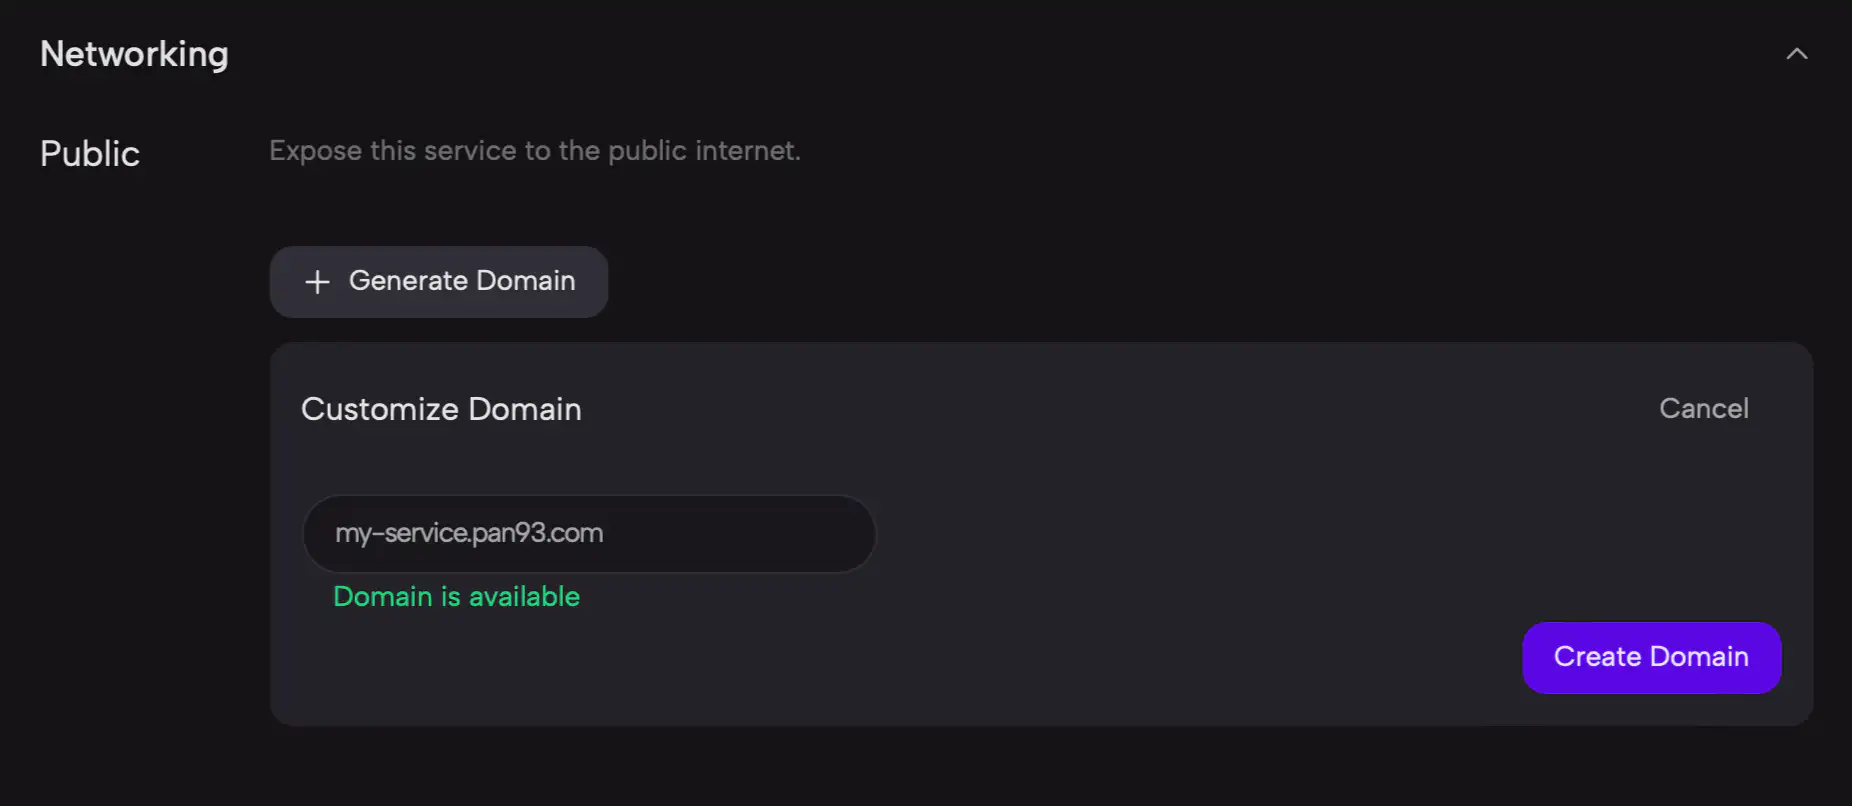 Networking
Public
Expose this service to the public internet.
+ Generate Domain
Customize Domain
Cancel
my-service.pan93.com
Domain is available
Create Domain